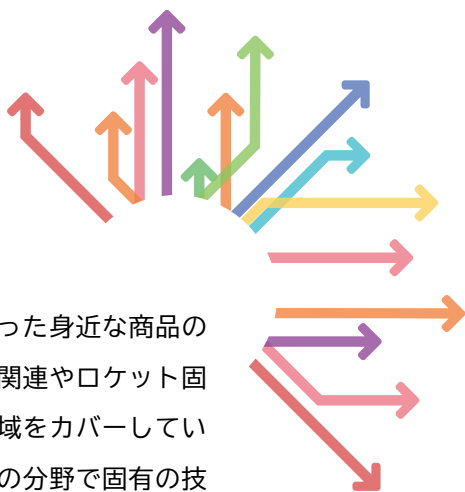 った身近な商品の
関連やロケット固
域をカバーしてい
の分野で固有の技